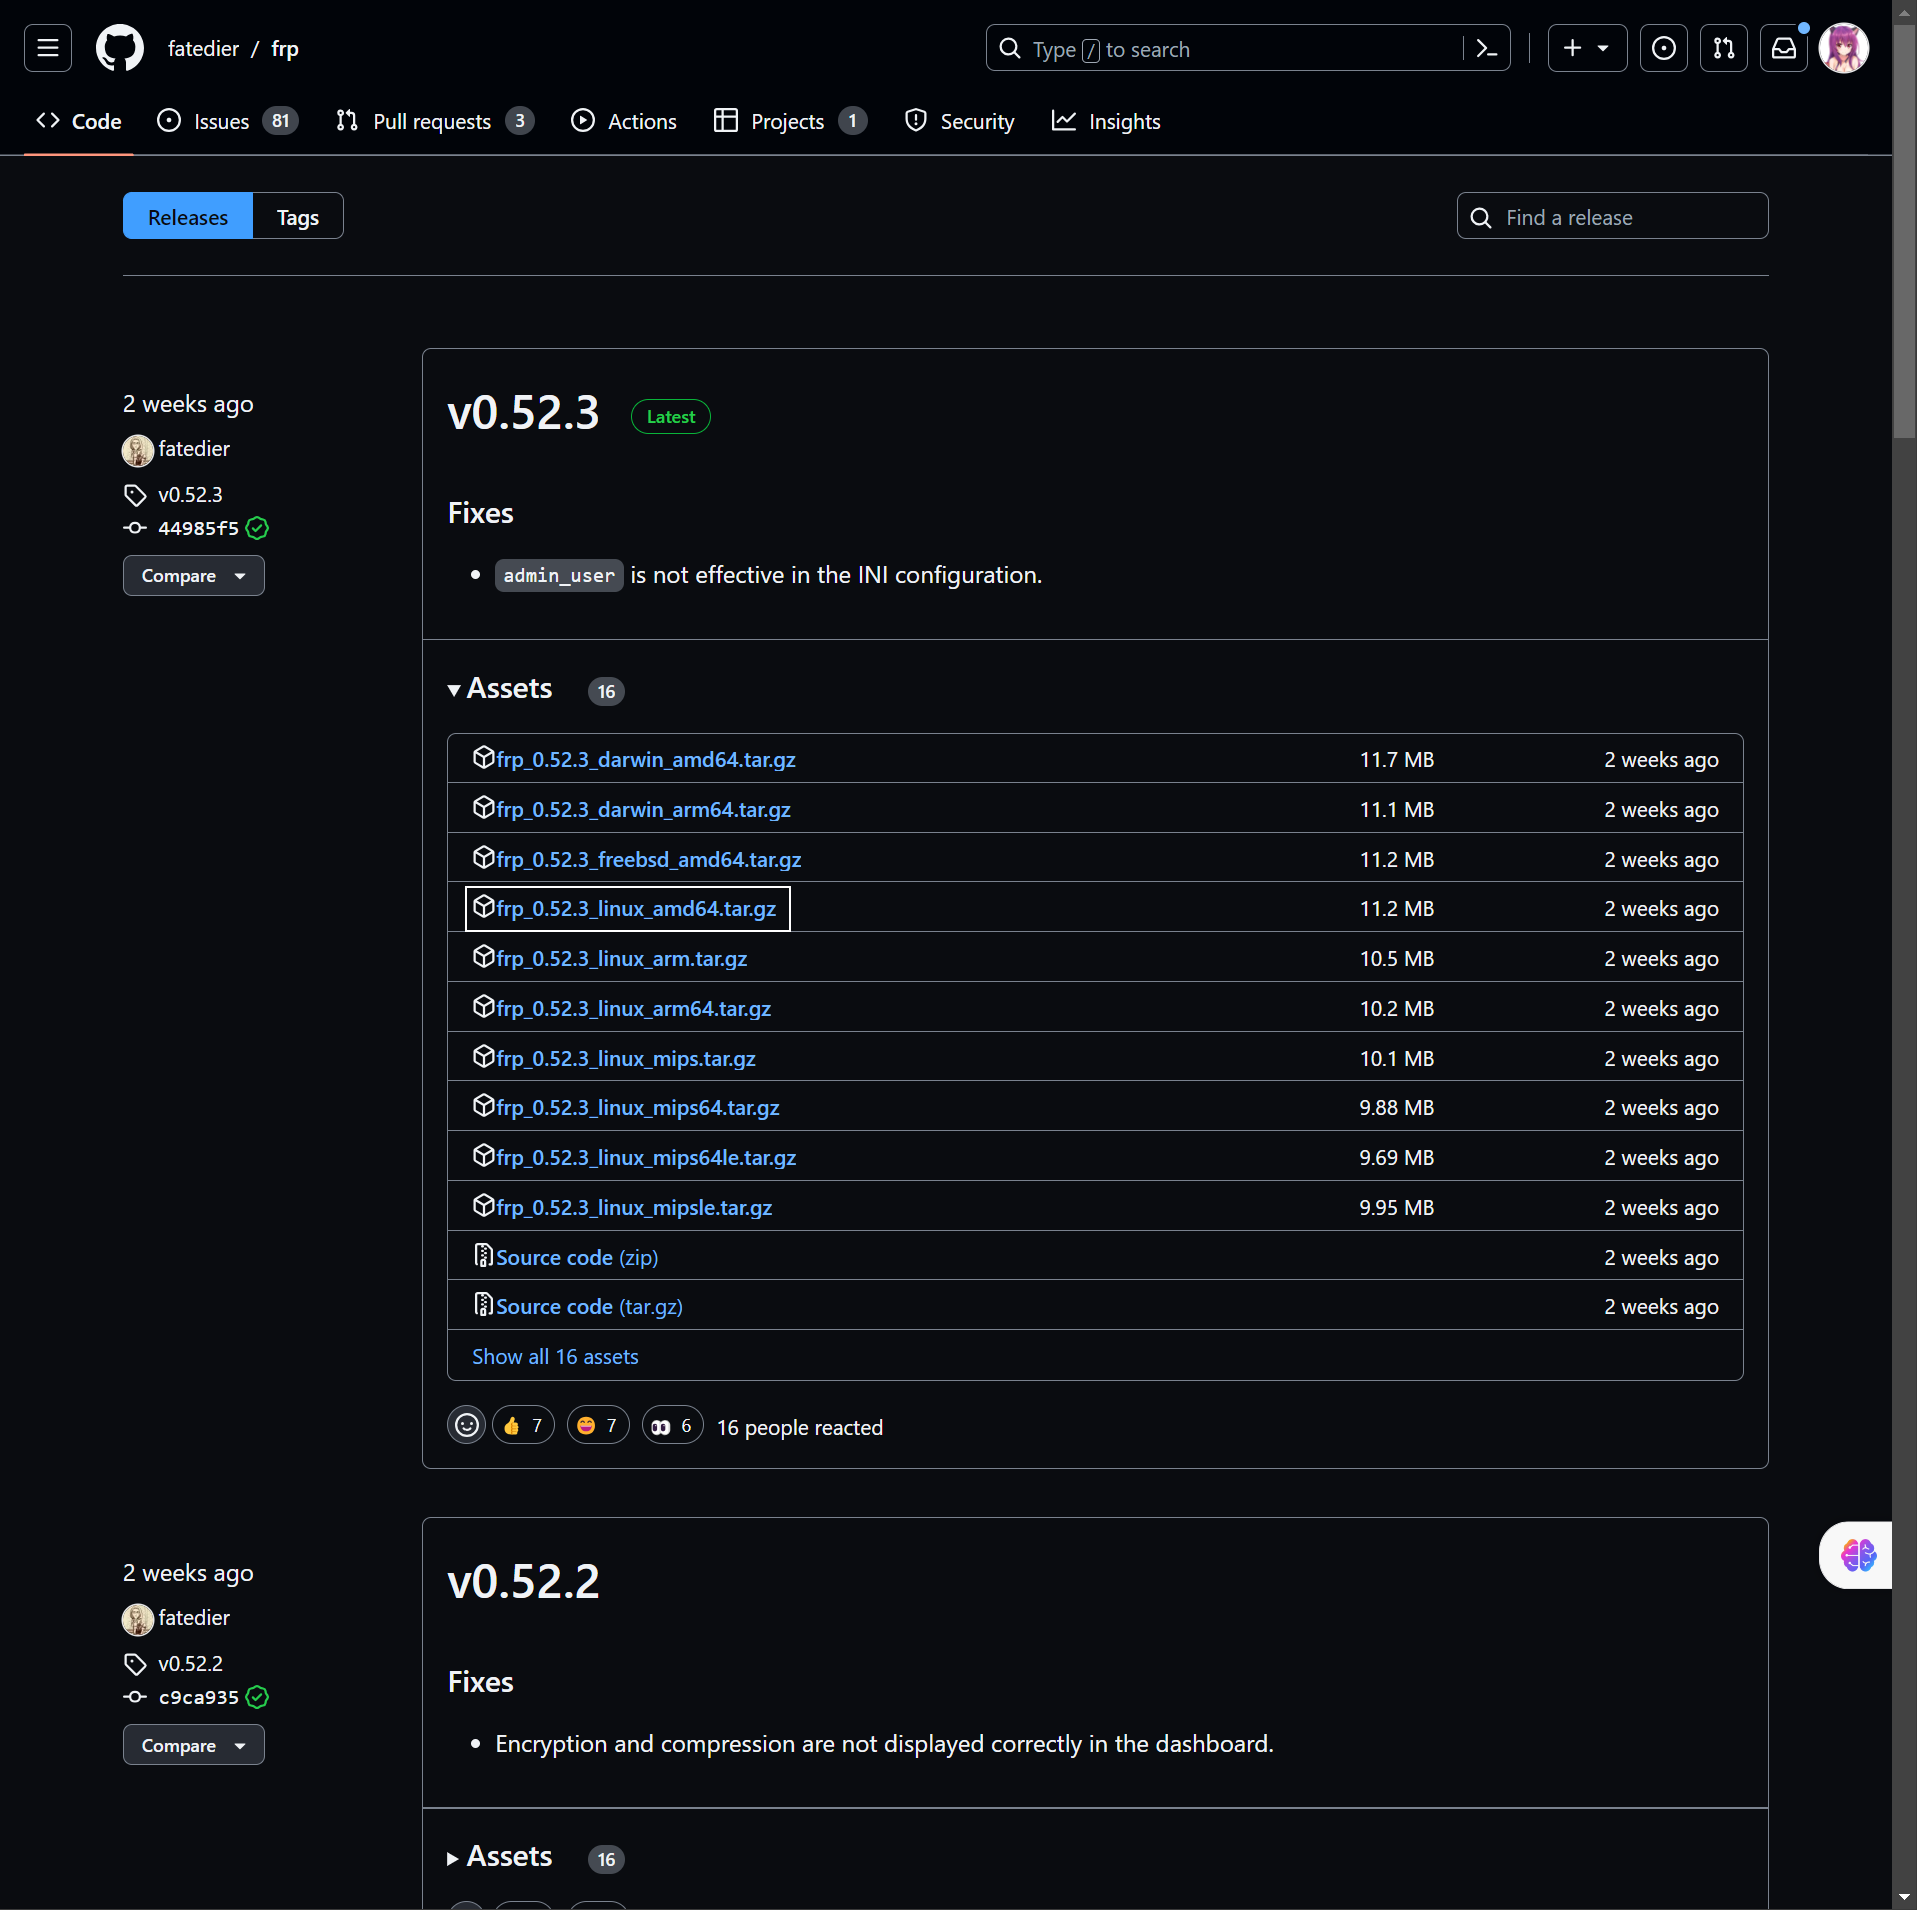 fatedier / frp
Type / to search
Code
Issues 81
Pull requests 3
Actions
Projects 1
Security
Insights
Releases
Tags
Find a release
2 weeks ago
fatedier
v0.52.3
44985f5
Compare
v0.52.3 Latest
Fixes
admin_user is not effective in the INI configuration.
Assets 16
frp_0.52.3_darwin_amd64.tar.gz 11.7 MB 2 weeks ago
frp_0.52.3_darwin_arm64.tar.gz 11.1 MB 2 weeks ago
frp_0.52.3_freebsd_amd64.tar.gz 11.2 MB 2 weeks ago
frp_0.52.3_linux_amd64.tar.gz 11.2 MB 2 weeks ago
frp_0.52.3_linux_arm.tar.gz 10.5 MB 2 weeks ago
frp_0.52.3_linux_arm64.tar.gz 10.2 MB 2 weeks ago
frp_0.52.3_linux_mips.tar.gz 10.1 MB 2 weeks ago
frp_0.52.3_linux_mips64.tar.gz 9.88 MB 2 weeks ago
frp_0.52.3_linux_mips64le.tar.gz 9.69 MB 2 weeks ago
frp_0.52.3_linux_mipsle.tar.gz 9.95 MB 2 weeks ago
Source code (zip) 2 weeks ago
Source code (tar.gz) 2 weeks ago
Show all 16 assets
7 7 6 16 people reacted
2 weeks ago
fatedier
v0.52.2
c9ca935
Compare
v0.52.2
Fixes
Encryption and compression are not displayed correctly in the dashboard.
Assets 16